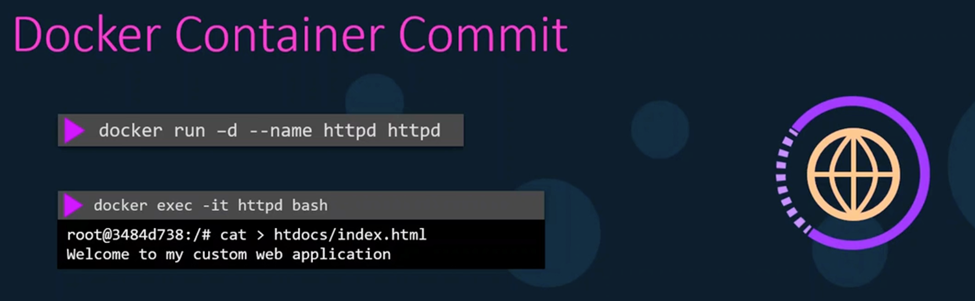 Docker Container Commit
docker run –d --name httpd httpd
docker exec -it httpd bash
root@3484d738:/# cat > htdocs/index.html
Welcome to my custom web application